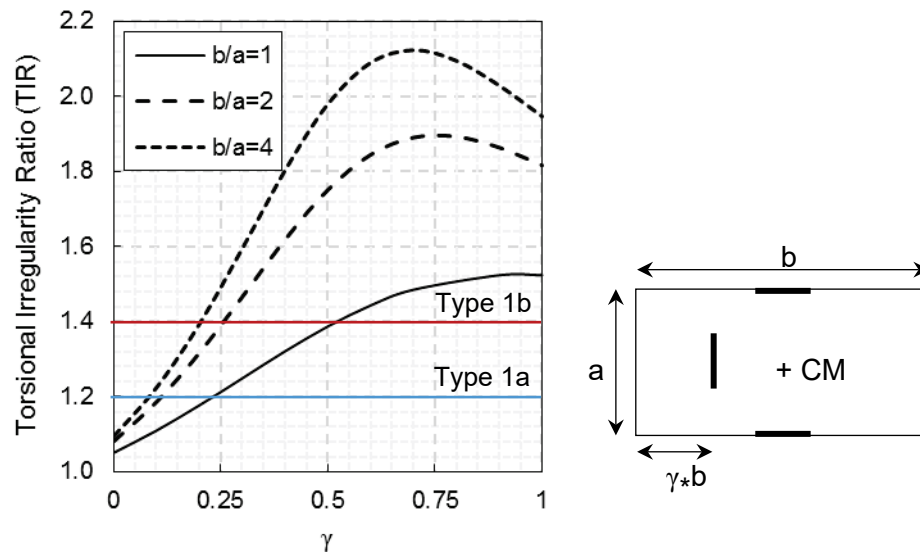 Torsional Irregularity Ratio (TIR)
2.2
2.0
1.8
1.6
1.4
1.2
1.0
b/a=1
b/a=2
b/a=4
Type 1b
Type 1a
0
0.25
0.5
0.75
1
γ
b
a
+ CM
γ*b